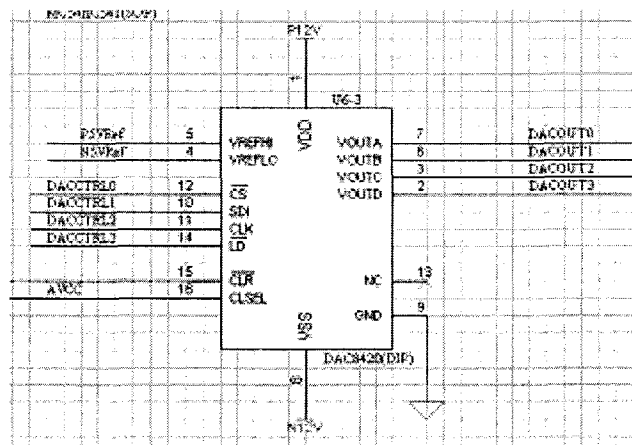 P12V
1
U6-3
P5VRef 5 VREFHI VDD VOUTA 7 DACOUT0
N5VRef 4 VREFLO VOUTB 6 DACOUT1
VOUTC 3 DACOUT2
DACCTRL0 12 CS VOUTD 2 DACOUT3
DACCTRL1 10 SDI
DACCTRL2 11 CLK
DACCTRL3 14 LD
15 CLR NC 13
AVCC 16 CLSEL
VSS GND 9
DAC8420(DIP)
8
N12V